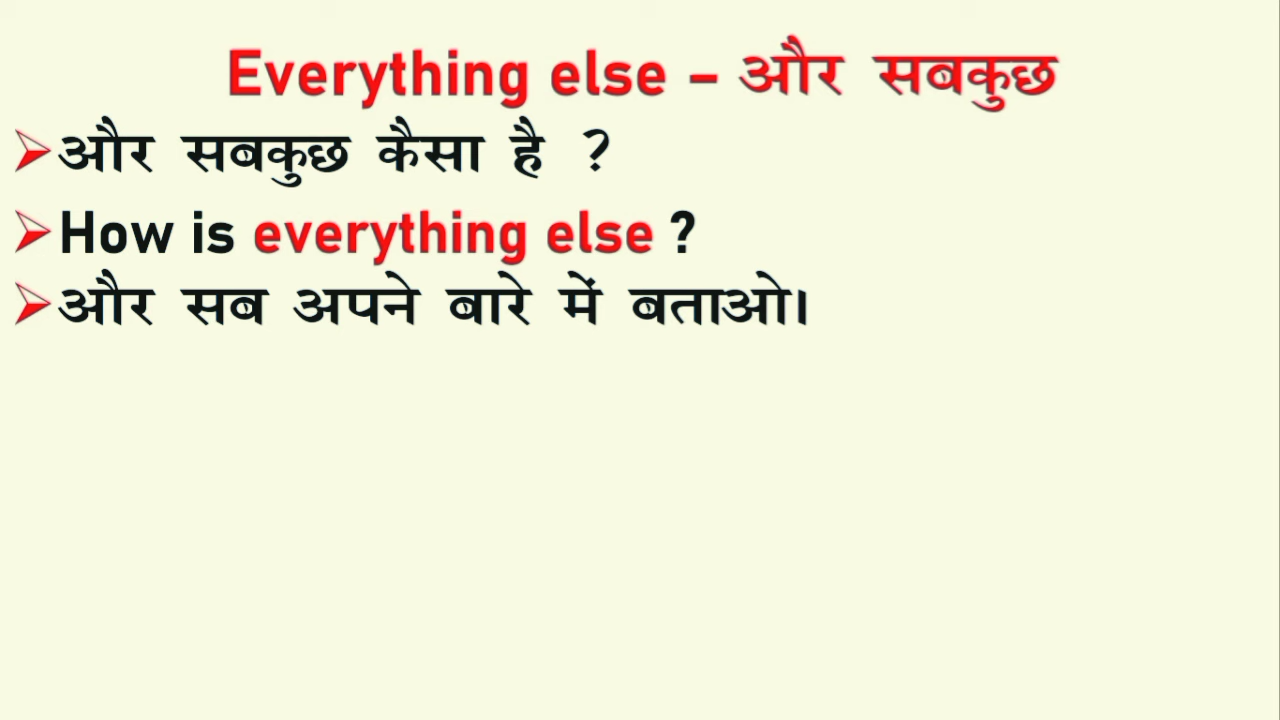 Everything else – और सबकुछ
➢और सबकुछ कैसा है ?
➢How is everything else ?
➢और सब अपने बारे में बताओ।